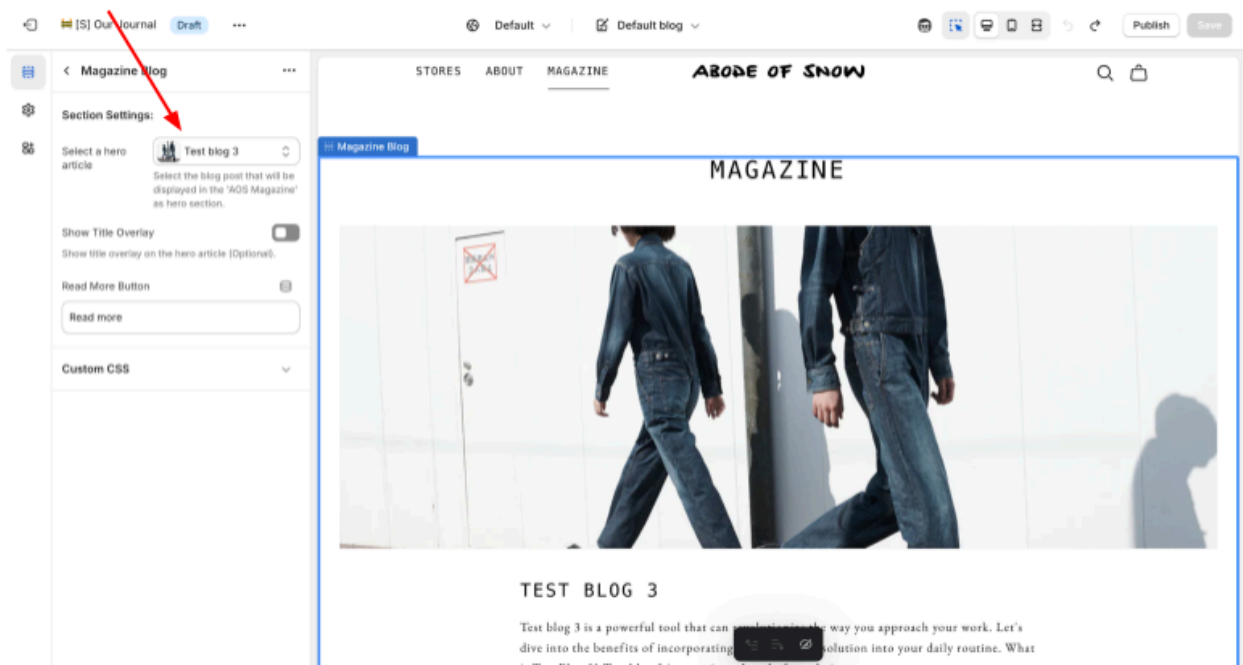 [S] Our Journal Draft
Default
Default blog
Publish
Save
Magazine Blog
Section Settings:
Select a hero article
Test blog 3
Select the blog post that will be
displayed in the 'AOS Magazine'
as hero section.
Show Title Overlay
Show title overlay on the hero article (Optional).
Read More Button
Read more
Custom CSS
STORES ABOUT MAGAZINE
ABODE OF SNOW
Magazine Blog
MAGAZINE
TEST BLOG 3
Test blog 3 is a powerful tool that can the way you approach your work. Let's
dive into the benefits of incorporating solution into your daily routine. What